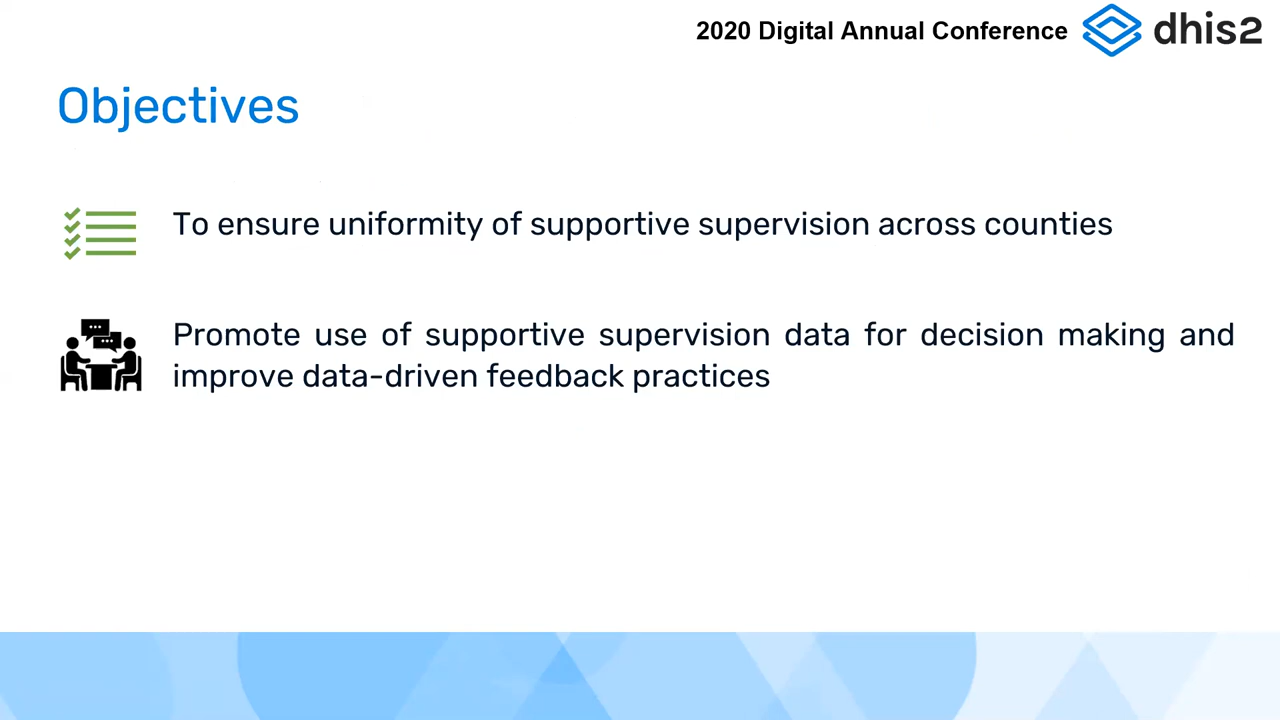 2020 Digital Annual Conference
dhis2
Objectives
To ensure uniformity of supportive supervision across counties
Promote use of supportive supervision data for decision making and
improve data-driven feedback practices